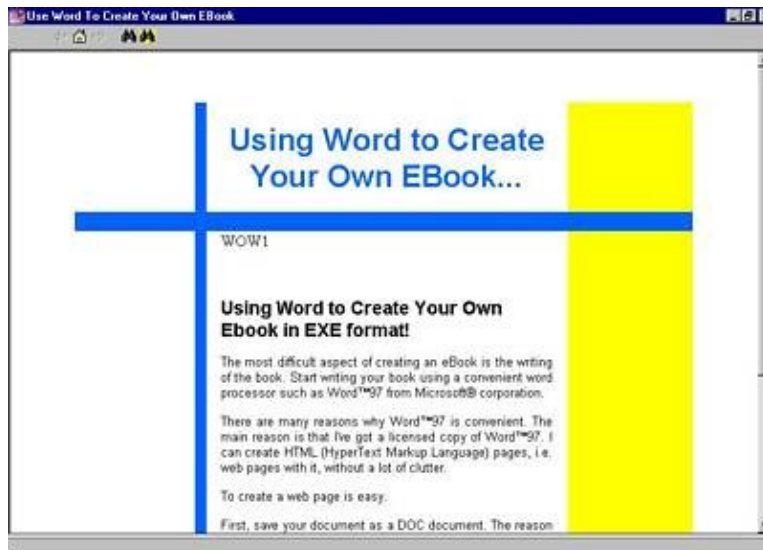 Use Word To Create Your Own EBook
Using Word to Create
Your Own EBook...
WOW1
Using Word to Create Your Own
Ebook in EXE format!
The most difficult aspect of creating an eBook is the writing
of the book. Start writing your book using a convenient word
processor such as Word™97 from Microsoft® corporation.
There are many reasons why Word™97 is convenient. The
main reason is that I've got a licensed copy of Word™97. I
can create HTML (HyperText Markup Language) pages, i.e.
web pages with it, without a lot of clutter.
To create a web page is easy.
First, save your document as a DOC document. The reason